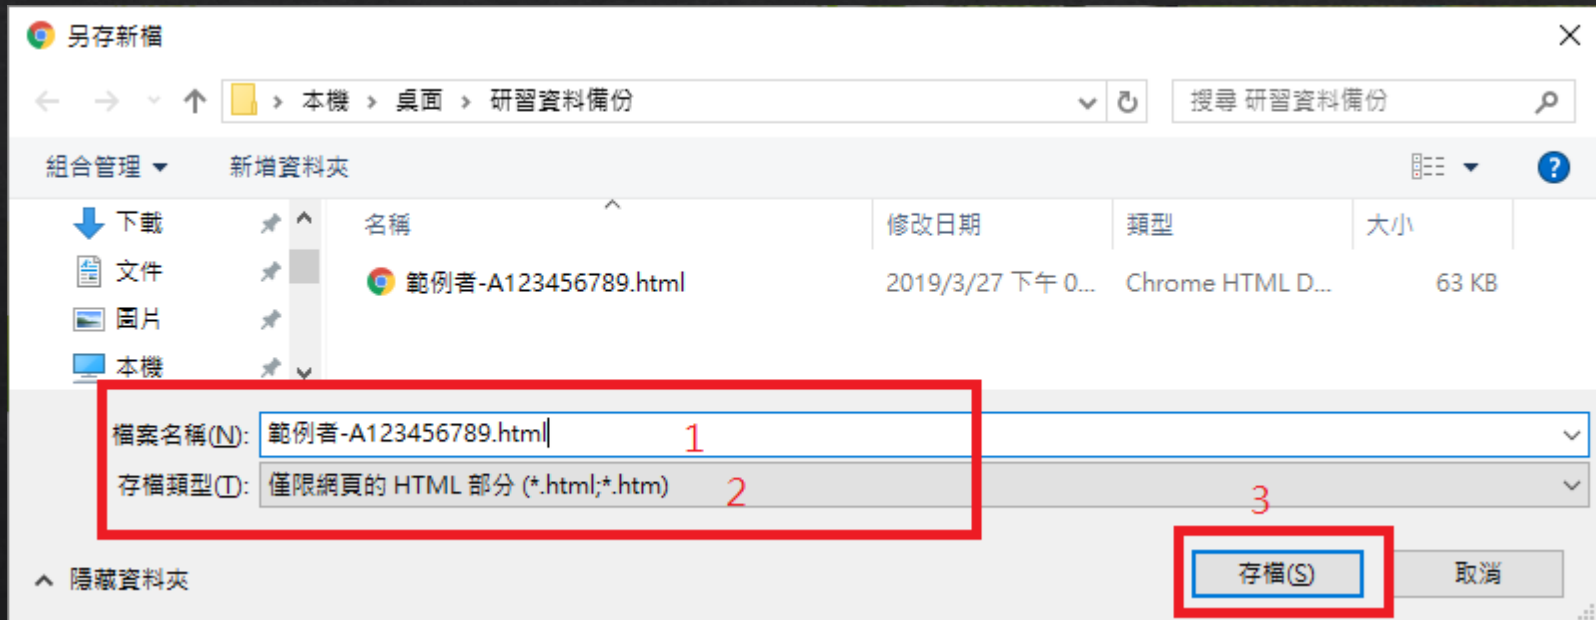 另存新檔
本機 › 桌面 › 研習資料備份
搜尋 研習資料備份
組合管理
新增資料夾
下載
文件
圖片
本機
名稱
修改日期
類型
大小
範例者-A123456789.html
2019/3/27 下午 0...
Chrome HTML D...
63 KB
檔案名稱(N):
範例者-A123456789.html
1
存檔類型(T):
僅限網頁的 HTML 部分 (*.html;*.htm)
2
3
隱藏資料夾
存檔(S)
取消